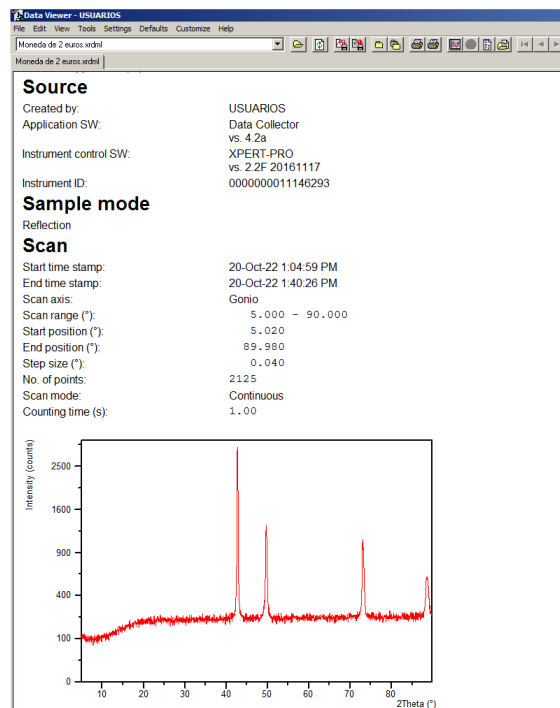 Data Viewer - USUARIOS
File Edit View Tools Settings Defaults Customize Help
Moneda de 2 euros.xrdml
Moneda de 2 euros.xrdml
Source
Created by: USUARIOS
Application SW: Data Collector
vs. 4.2a
Instrument control SW: XPERT-PRO
vs. 2.2F 20161117
Instrument ID: 0000000011146293
Sample mode
Reflection
Scan
Start time stamp: 20-Oct-22 1:04:59 PM
End time stamp: 20-Oct-22 1:40:26 PM
Scan axis: Gonio
Scan range (°): 5.000 - 90.000
Start position (°): 5.020
End position (°): 89.980
Step size (°): 0.040
No. of points: 2125
Scan mode: Continuous
Counting time (s): 1.00
Intensity (counts)
2500
1600
900
400
100
0
10 20 30 40 50 60 70 80
2Theta (°)